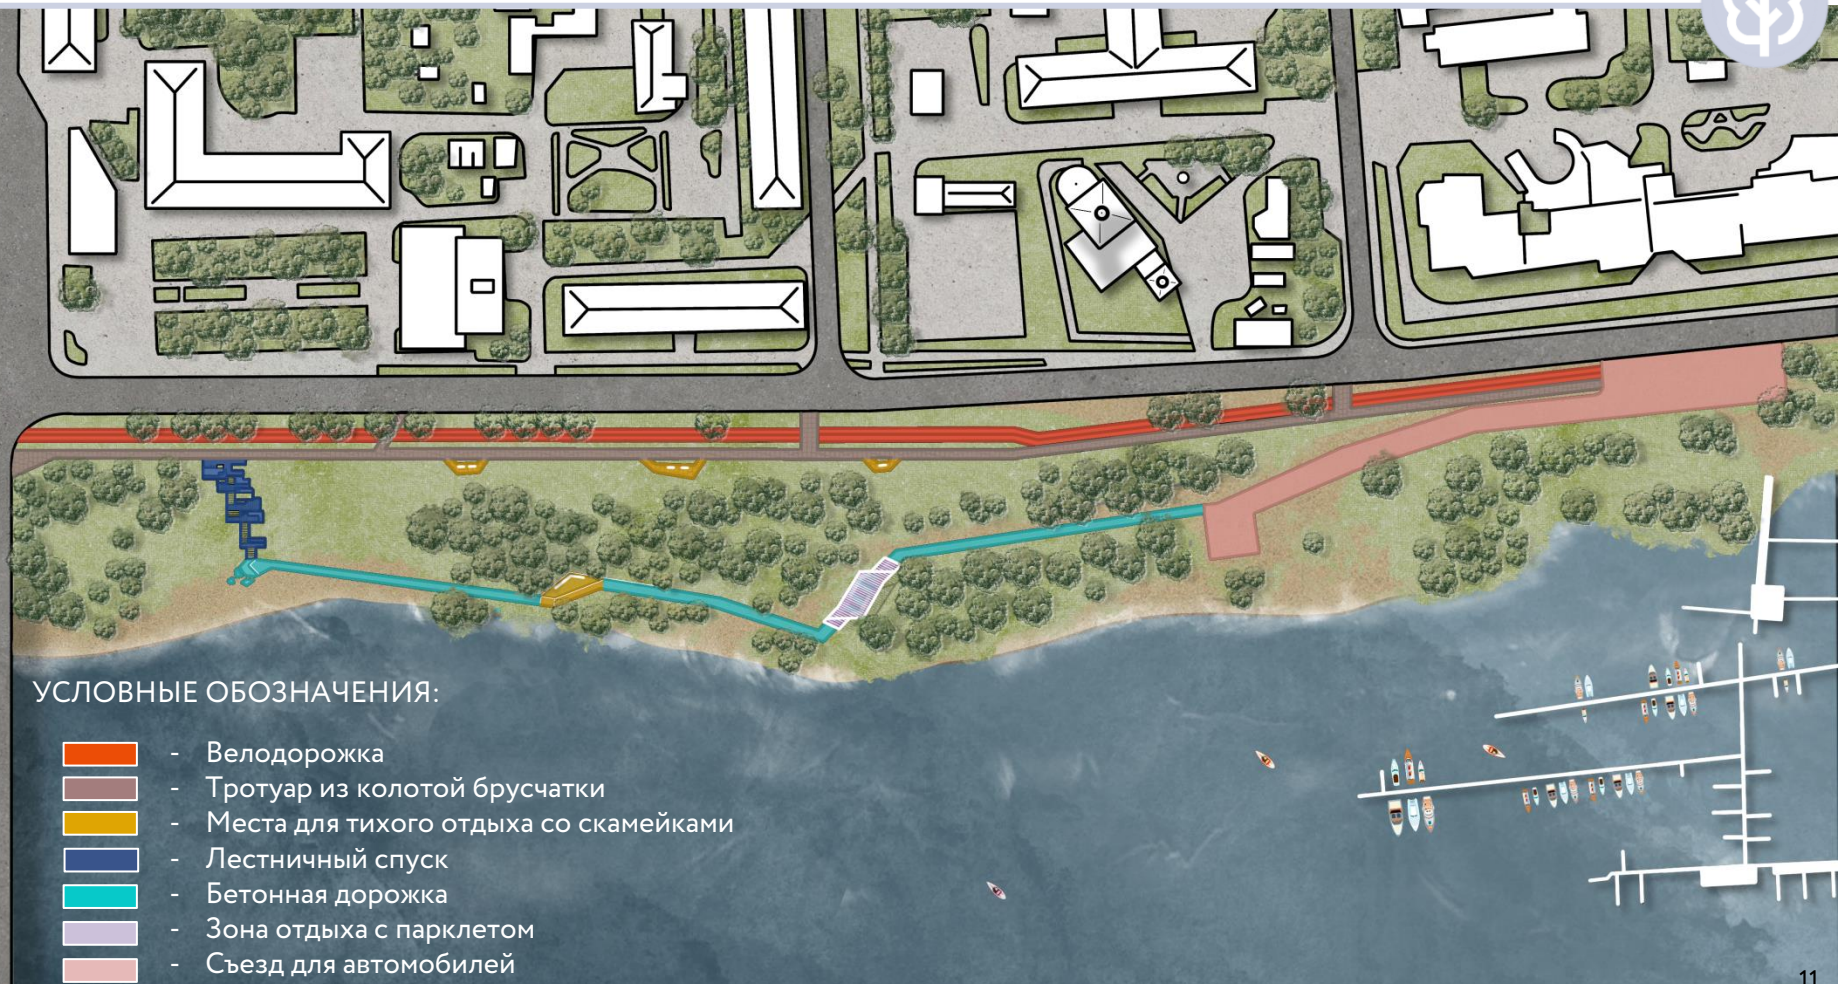 УСЛОВНЫЕ ОБОЗНАЧЕНИЯ:
- Велодорожка
- Тротуар из колотой брусчатки
- Места для тихого отдыха со скамейками
- Лестничный спуск
- Бетонная дорожка
- Зона отдыха с парклетом
- Съезд для автомобилей
11